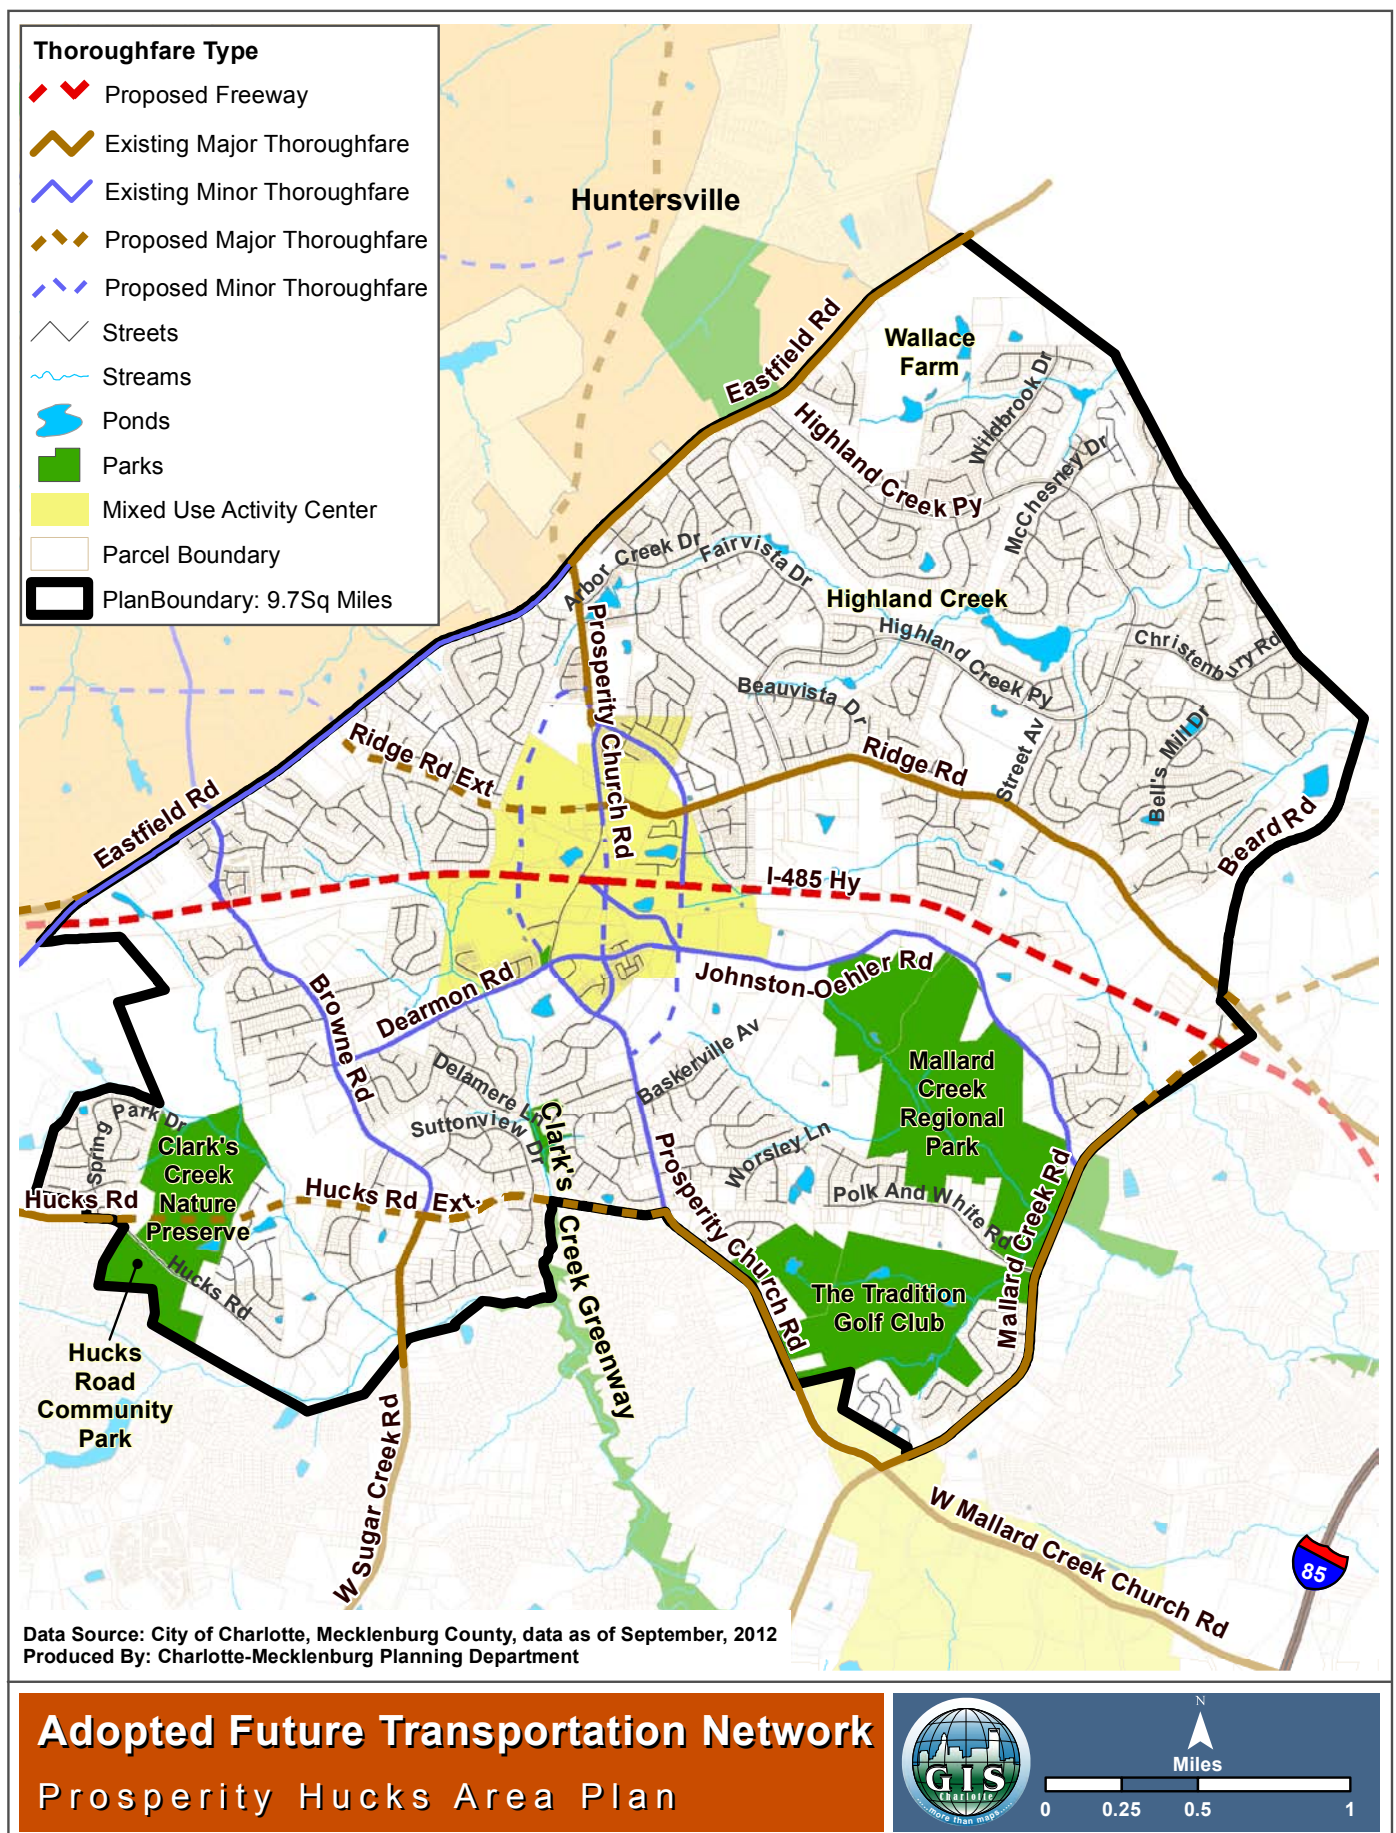 Thoroughfare Type
Proposed Freeway
Existing Major Thoroughfare
Existing Minor Thoroughfare
Proposed Major Thoroughfare
Proposed Minor Thoroughfare
Streets
Streams
Ponds
Parks
Mixed Use Activity Center
Parcel Boundary
PlanBoundary: 9.7Sq Miles
Huntersville
Eastfield Rd
Wallace
Farm
Wildbrook Dr
Highland Creek Py
McChesney Dr
Arbor Creek Dr
Fairvista Dr
Highland Creek
Highland Creek Py
Christenbury Rd
Prosperity Church Rd
Beauvista Dr
Street Av
Bell's Mill Dr
Ridge Rd Ext
Ridge Rd
Eastfield Rd
Beard Rd
I-485 Hy
Johnston-Oehler Rd
Dearmon Rd
Browne Rd
Baskerville Av
Mallard
Creek
Regional
Park
Delamere Ln
Suttonview Dr
Clark's Creek Greenway
Park Dr
Spring
Clark's
Creek
Nature
Preserve
Hucks Rd
Hucks Rd Ext.
Worsley Ln
Polk And White Rd
Mallard Creek Rd
Prosperity Church Rd
Hucks Rd
The Tradition
Golf Club
Hucks
Road
Community
Park
W Sugar Creek Rd
W Mallard Creek Church Rd
85
Data Source: City of Charlotte, Mecklenburg County, data as of September, 2012
Produced By: Charlotte-Mecklenburg Planning Department
Adopted Future Transportation Network
Prosperity Hucks Area Plan
GIS
Charlotte
.....more than maps.....
N
Miles
0 0.25 0.5 1